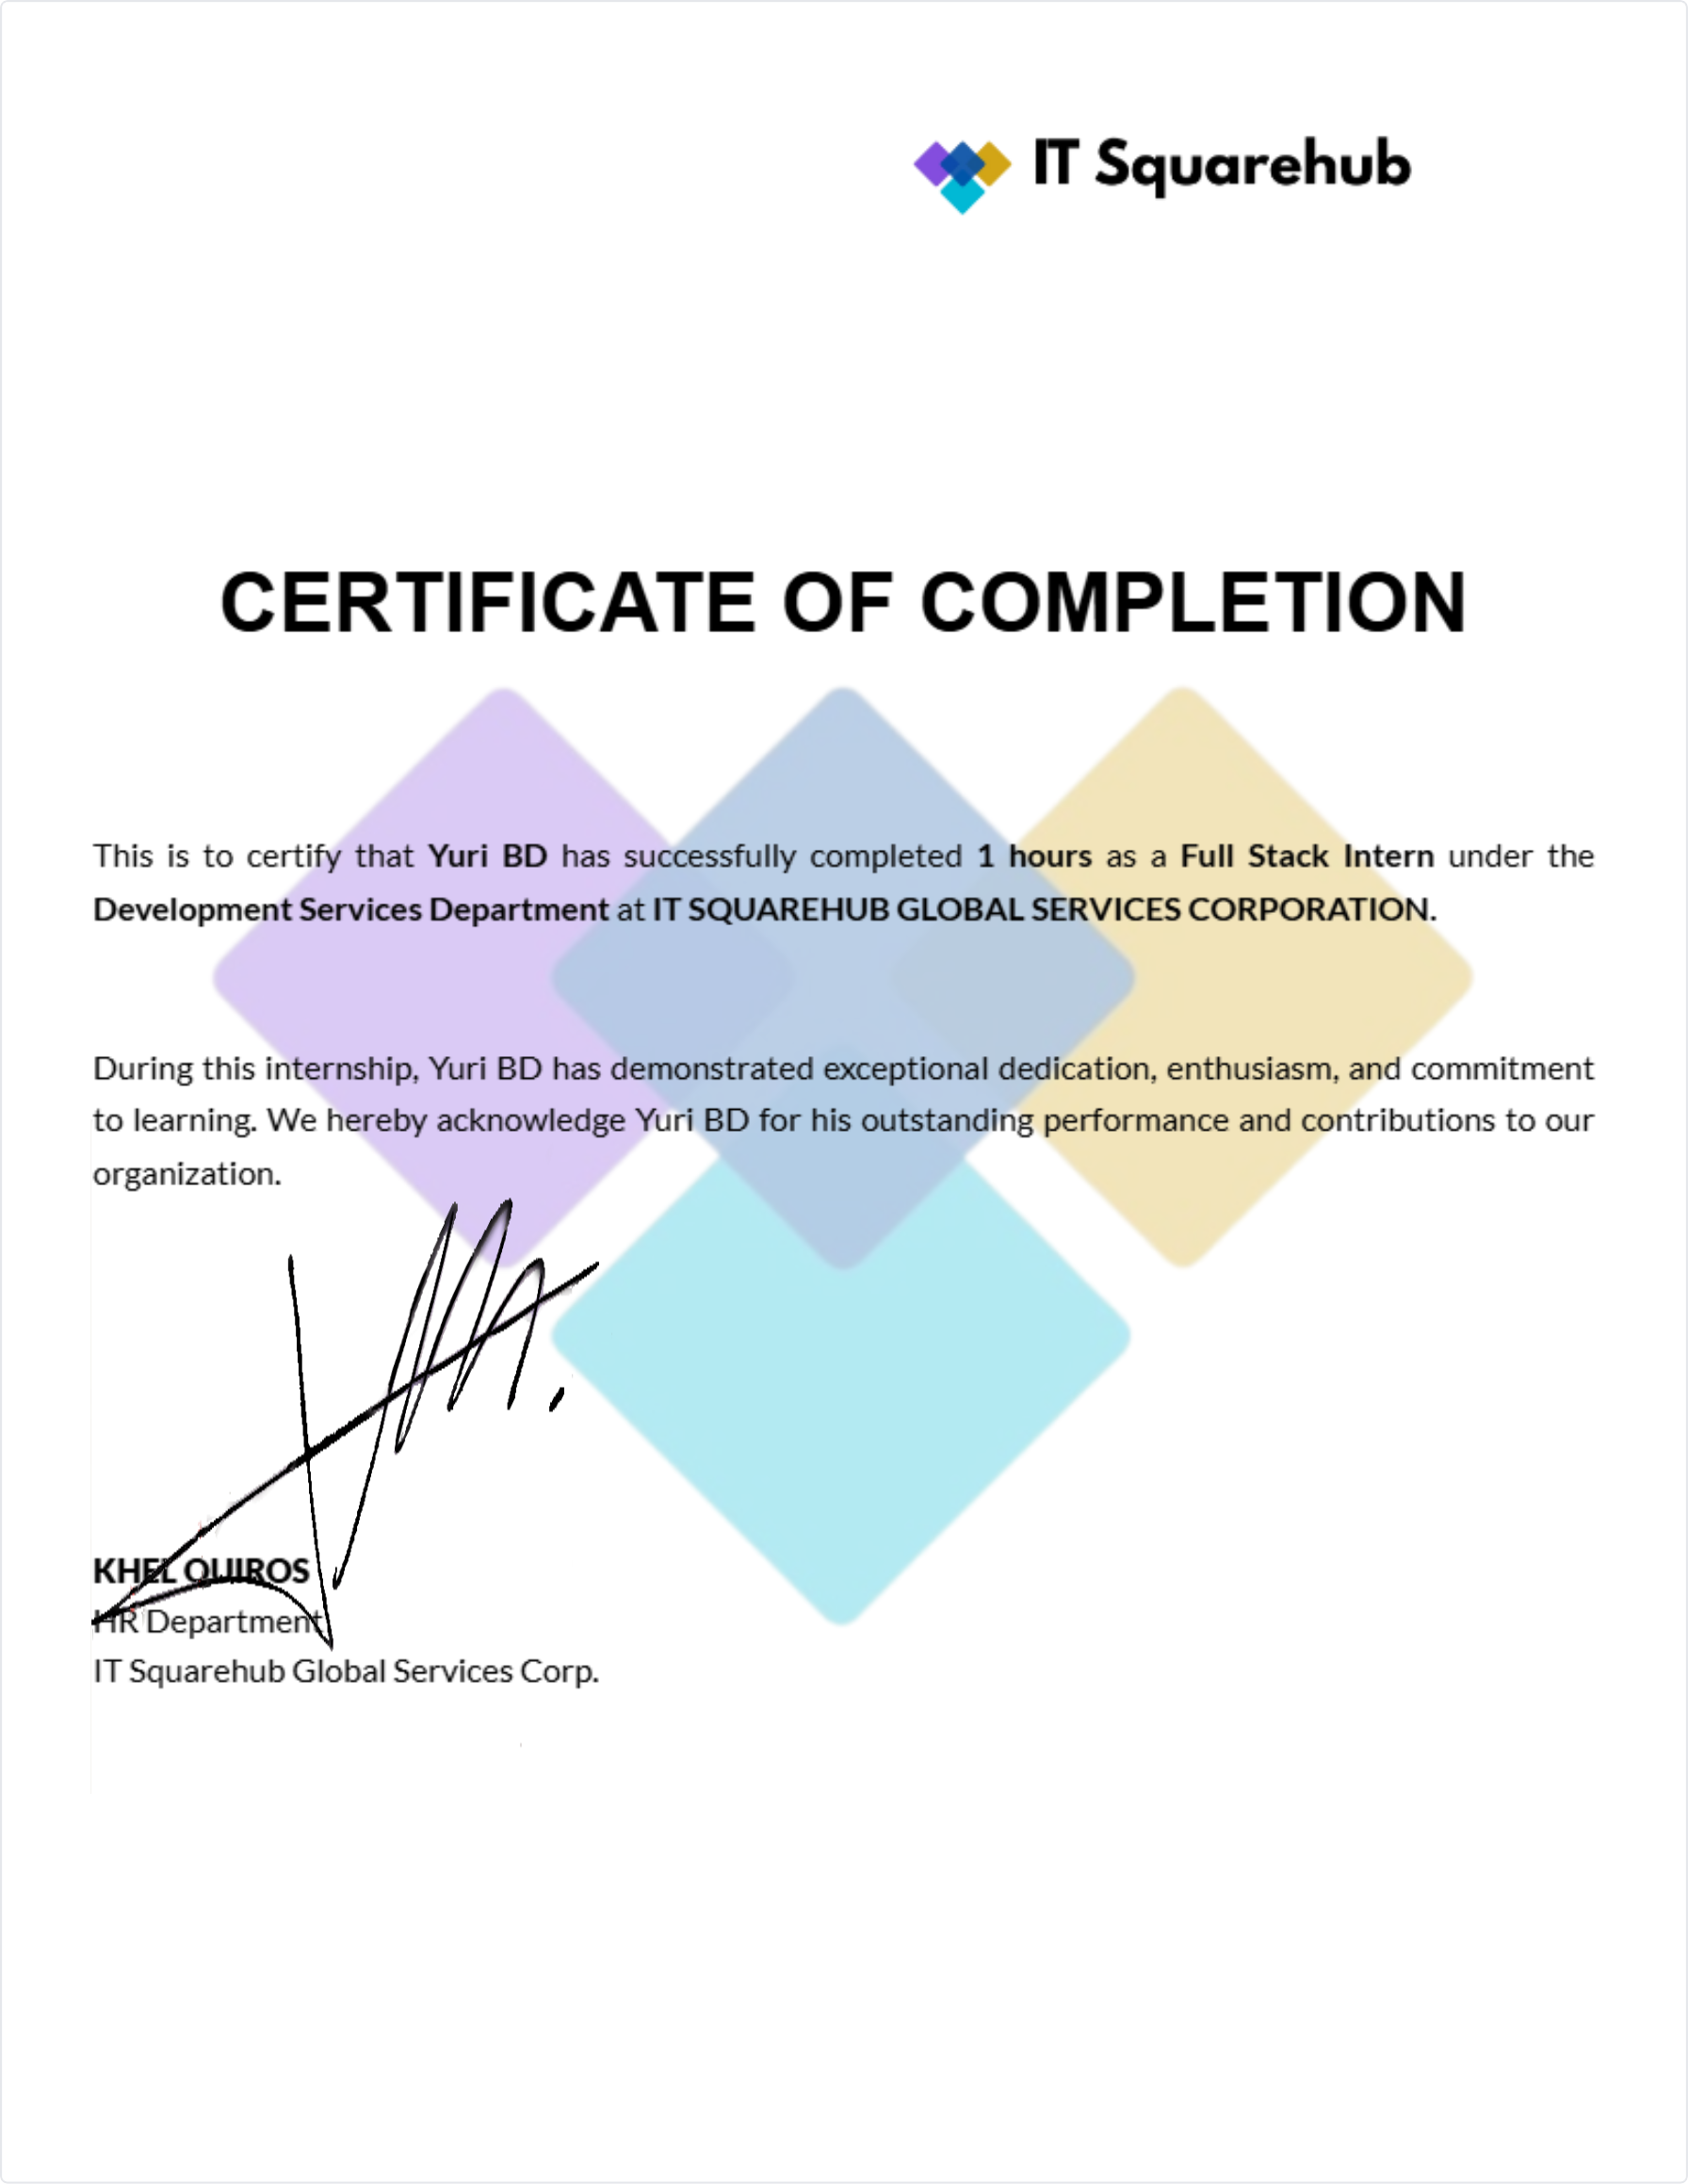 IT Squarehub
CERTIFICATE OF COMPLETION
This is to certify that Yuri BD has successfully completed 1 hours as a Full Stack Intern under the
Development Services Department at IT SQUAREHUB GLOBAL SERVICES CORPORATION.
During this internship, Yuri BD has demonstrated exceptional dedication, enthusiasm, and commitment
to learning. We hereby acknowledge Yuri BD for his outstanding performance and contributions to our
organization.
KHEL QUIROS
HR Department
IT Squarehub Global Services Corp.